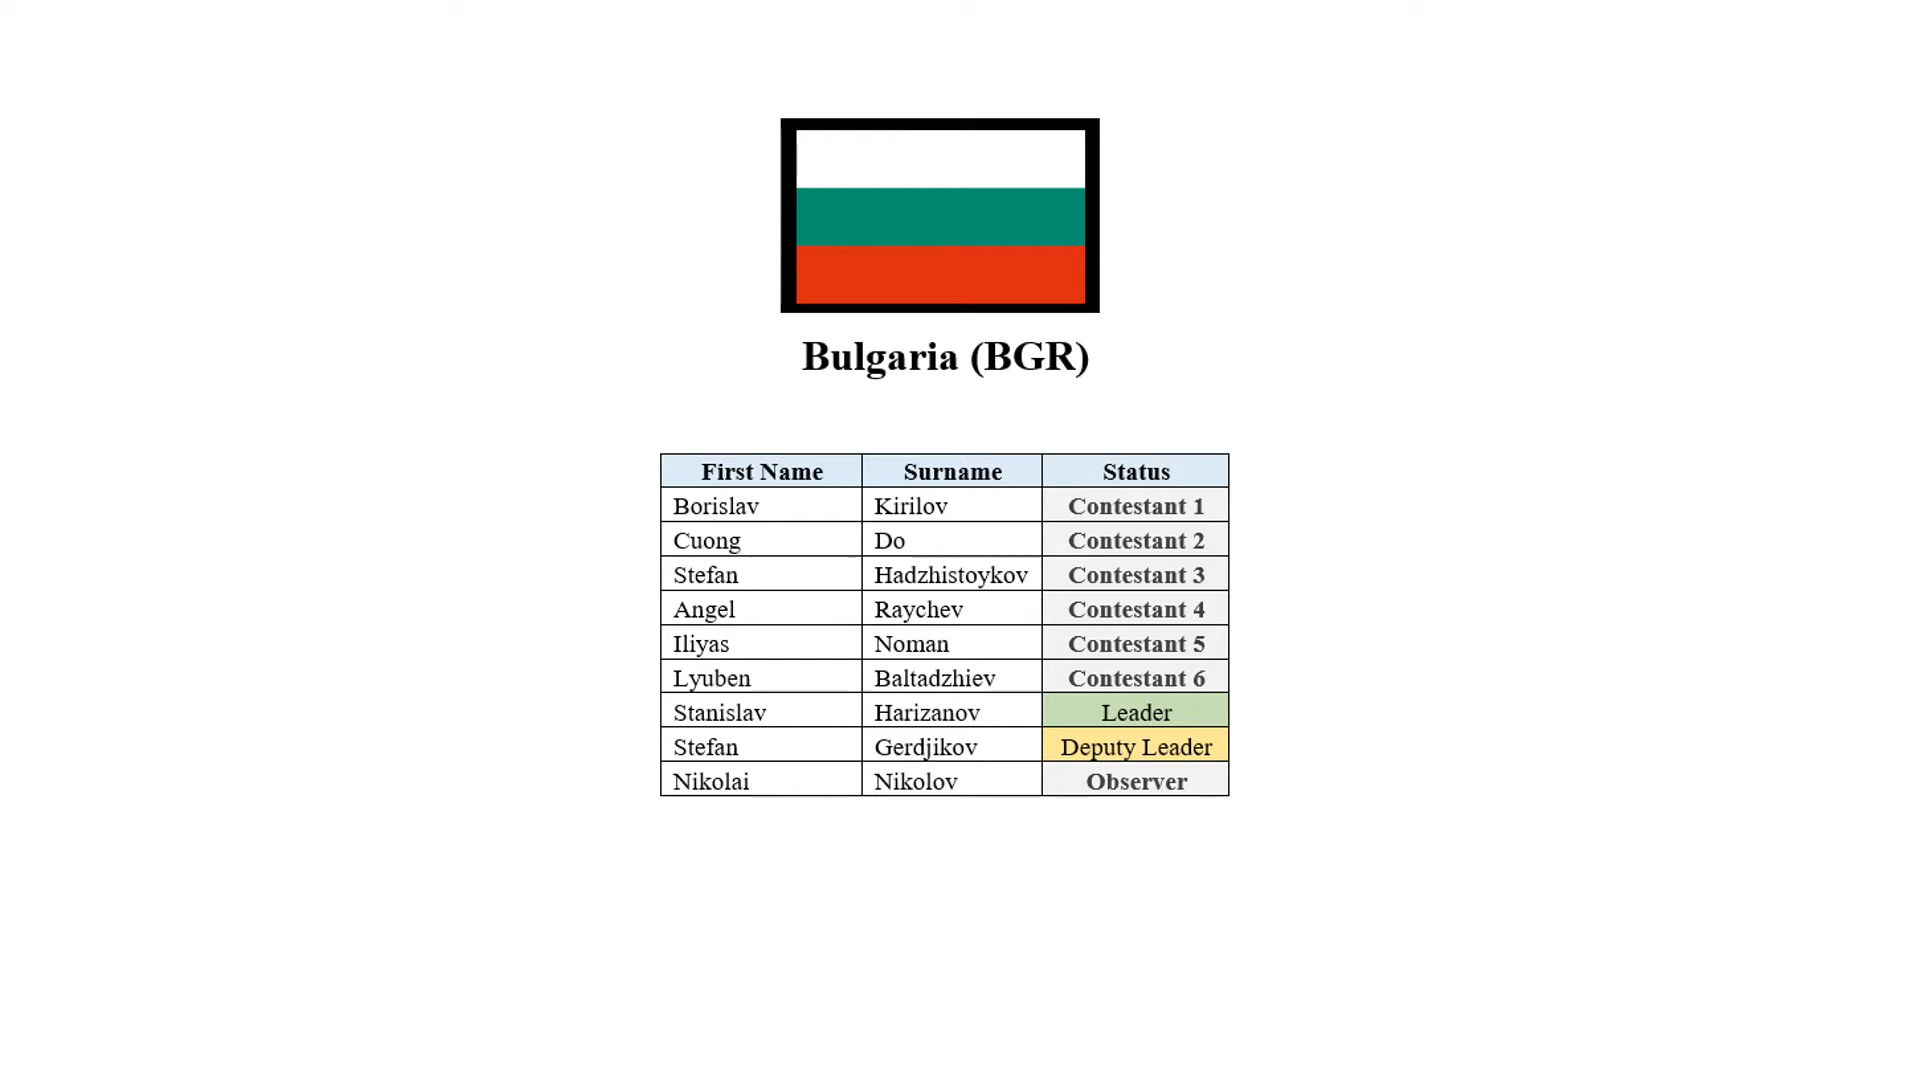 Bulgaria (BGR)
First Name Surname Status
Borislav Kirilov Contestant 1
Cuong Do Contestant 2
Stefan Hadzhistoykov Contestant 3
Angel Raychev Contestant 4
Iliyas Noman Contestant 5
Lyuben Baltadzhiev Contestant 6
Stanislav Harizanov Leader
Stefan Gerdjikov Deputy Leader
Nikolai Nikolov Observer